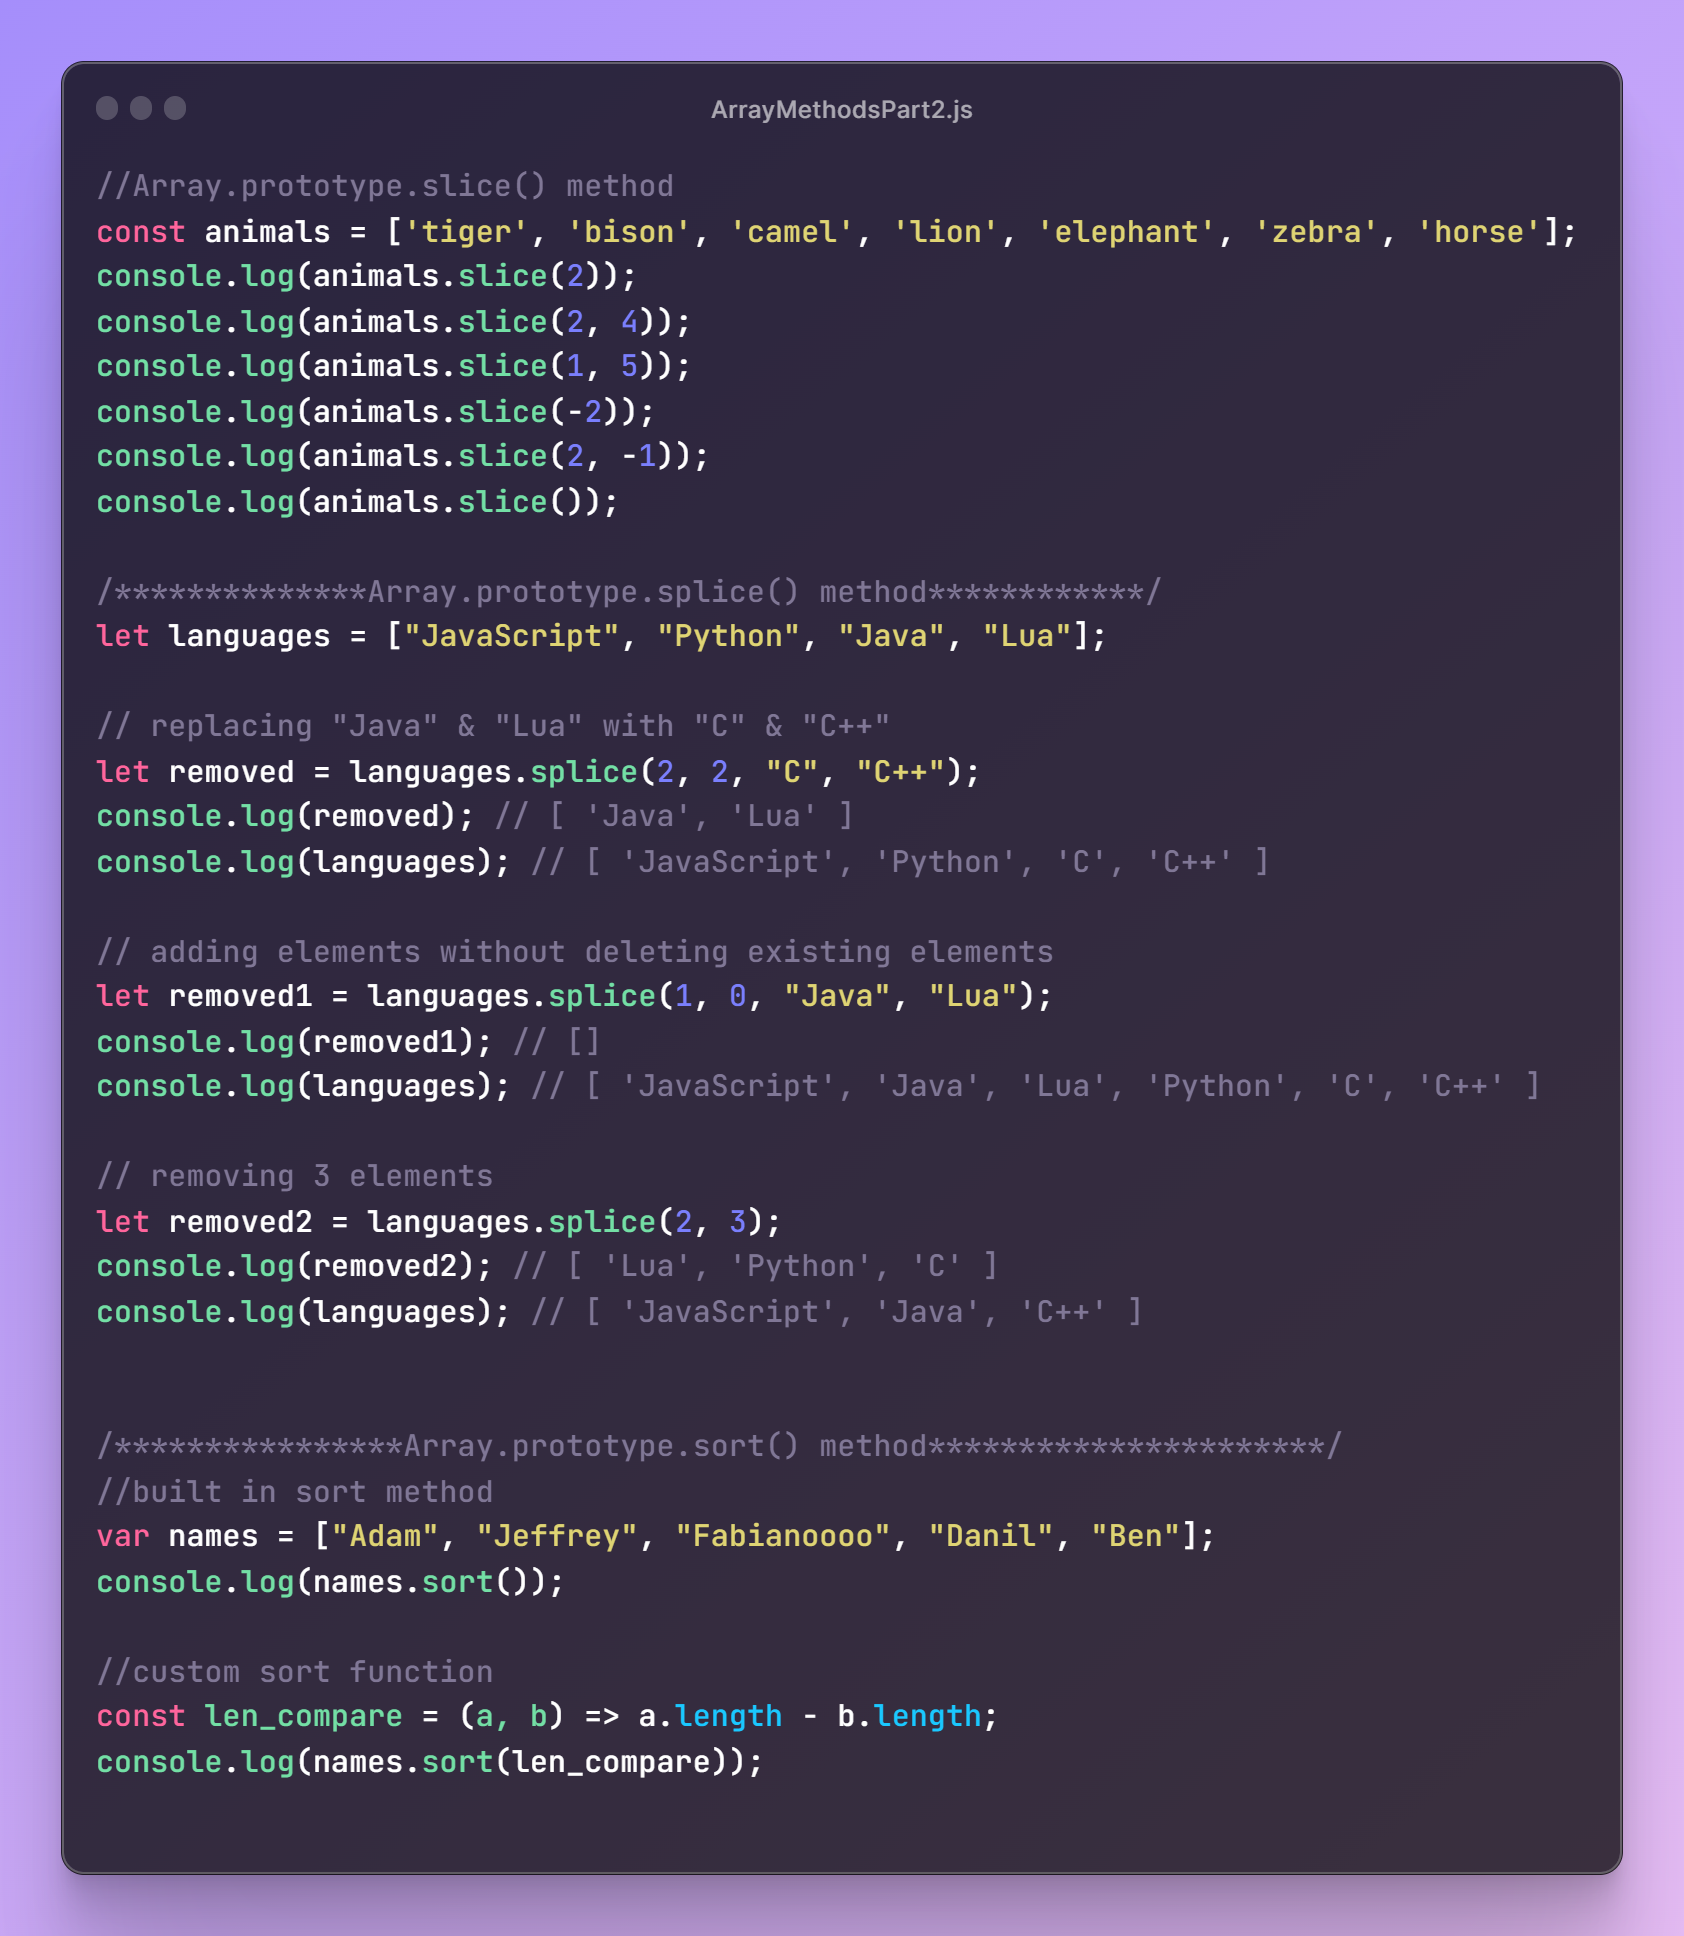 ArrayMethodsPart2.js
//Array.prototype.slice() method
const animals = ['tiger', 'bison', 'camel', 'lion', 'elephant', 'zebra', 'horse'];
console.log(animals.slice(2));
console.log(animals.slice(2, 4));
console.log(animals.slice(1, 5));
console.log(animals.slice(-2));
console.log(animals.slice(2, -1));
console.log(animals.slice());
/**************Array.prototype.splice() method************/
let languages = ["JavaScript", "Python", "Java", "Lua"];
// replacing "Java" & "Lua" with "C" & "C++"
let removed = languages.splice(2, 2, "C", "C++");
console.log(removed); // [ 'Java', 'Lua' ]
console.log(languages); // [ 'JavaScript', 'Python', 'C', 'C++' ]
// adding elements without deleting existing elements
let removed1 = languages.splice(1, 0, "Java", "Lua");
console.log(removed1); // []
console.log(languages); // [ 'JavaScript', 'Java', 'Lua', 'Python', 'C', 'C++' ]
// removing 3 elements
let removed2 = languages.splice(2, 3);
console.log(removed2); // [ 'Lua', 'Python', 'C' ]
console.log(languages); // [ 'JavaScript', 'Java', 'C++' ]
/****************Array.prototype.sort() method**********************/
//built in sort method
var names = ["Adam", "Jeffrey", "Fabianoooo", "Danil", "Ben"];
console.log(names.sort());
//custom sort function
const len_compare = (a, b) => a.length - b.length;
console.log(names.sort(len_compare));